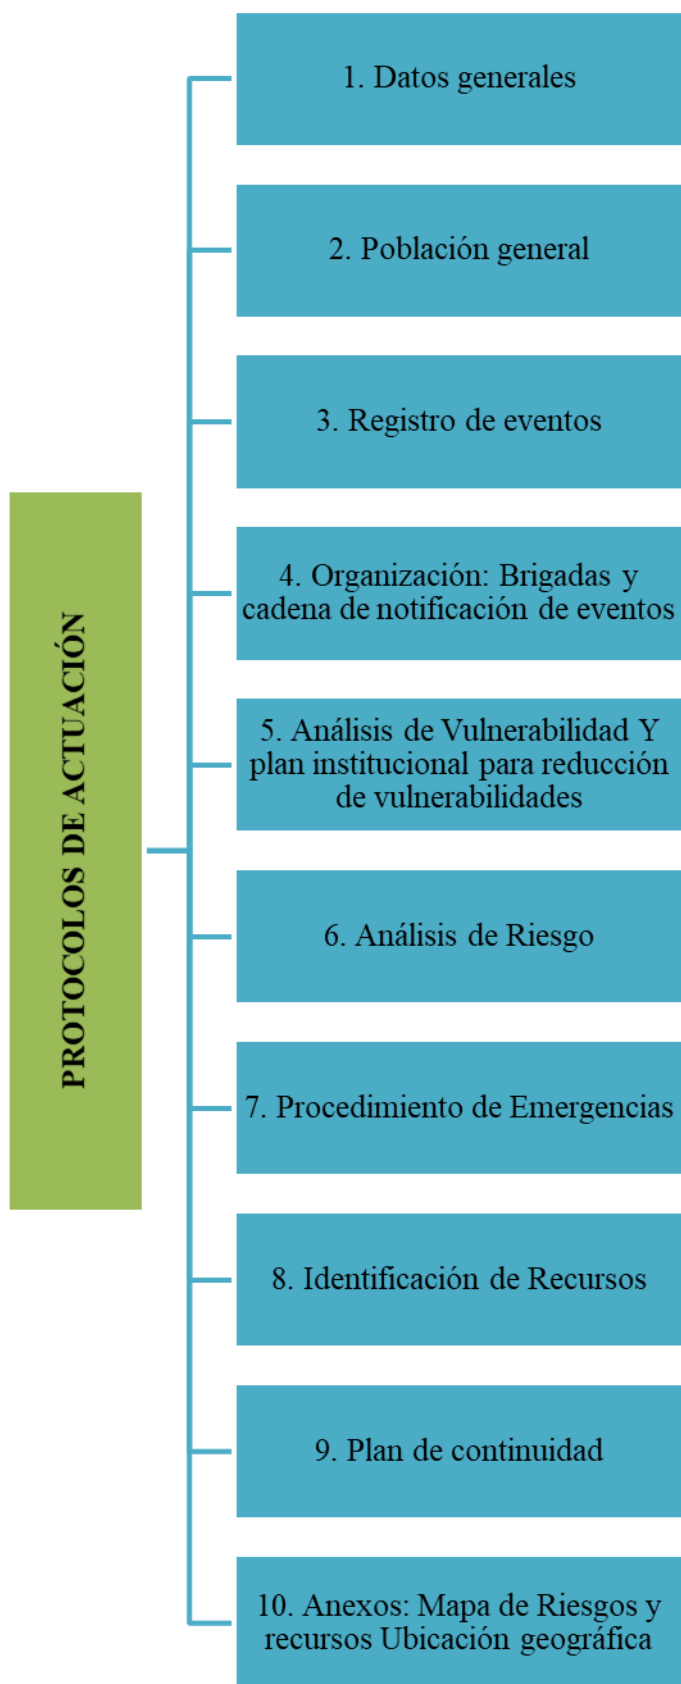 PROTOCOLOS DE ACTUACIÓN
1. Datos generales
2. Población general
3. Registro de eventos
4. Organización: Brigadas y
cadena de notificación de eventos
5. Análisis de Vulnerabilidad Y
plan institucional para reducción
de vulnerabilidades
6. Análisis de Riesgo
7. Procedimiento de Emergencias
8. Identificación de Recursos
9. Plan de continuidad
10. Anexos: Mapa de Riesgos y
recursos Ubicación geográfica